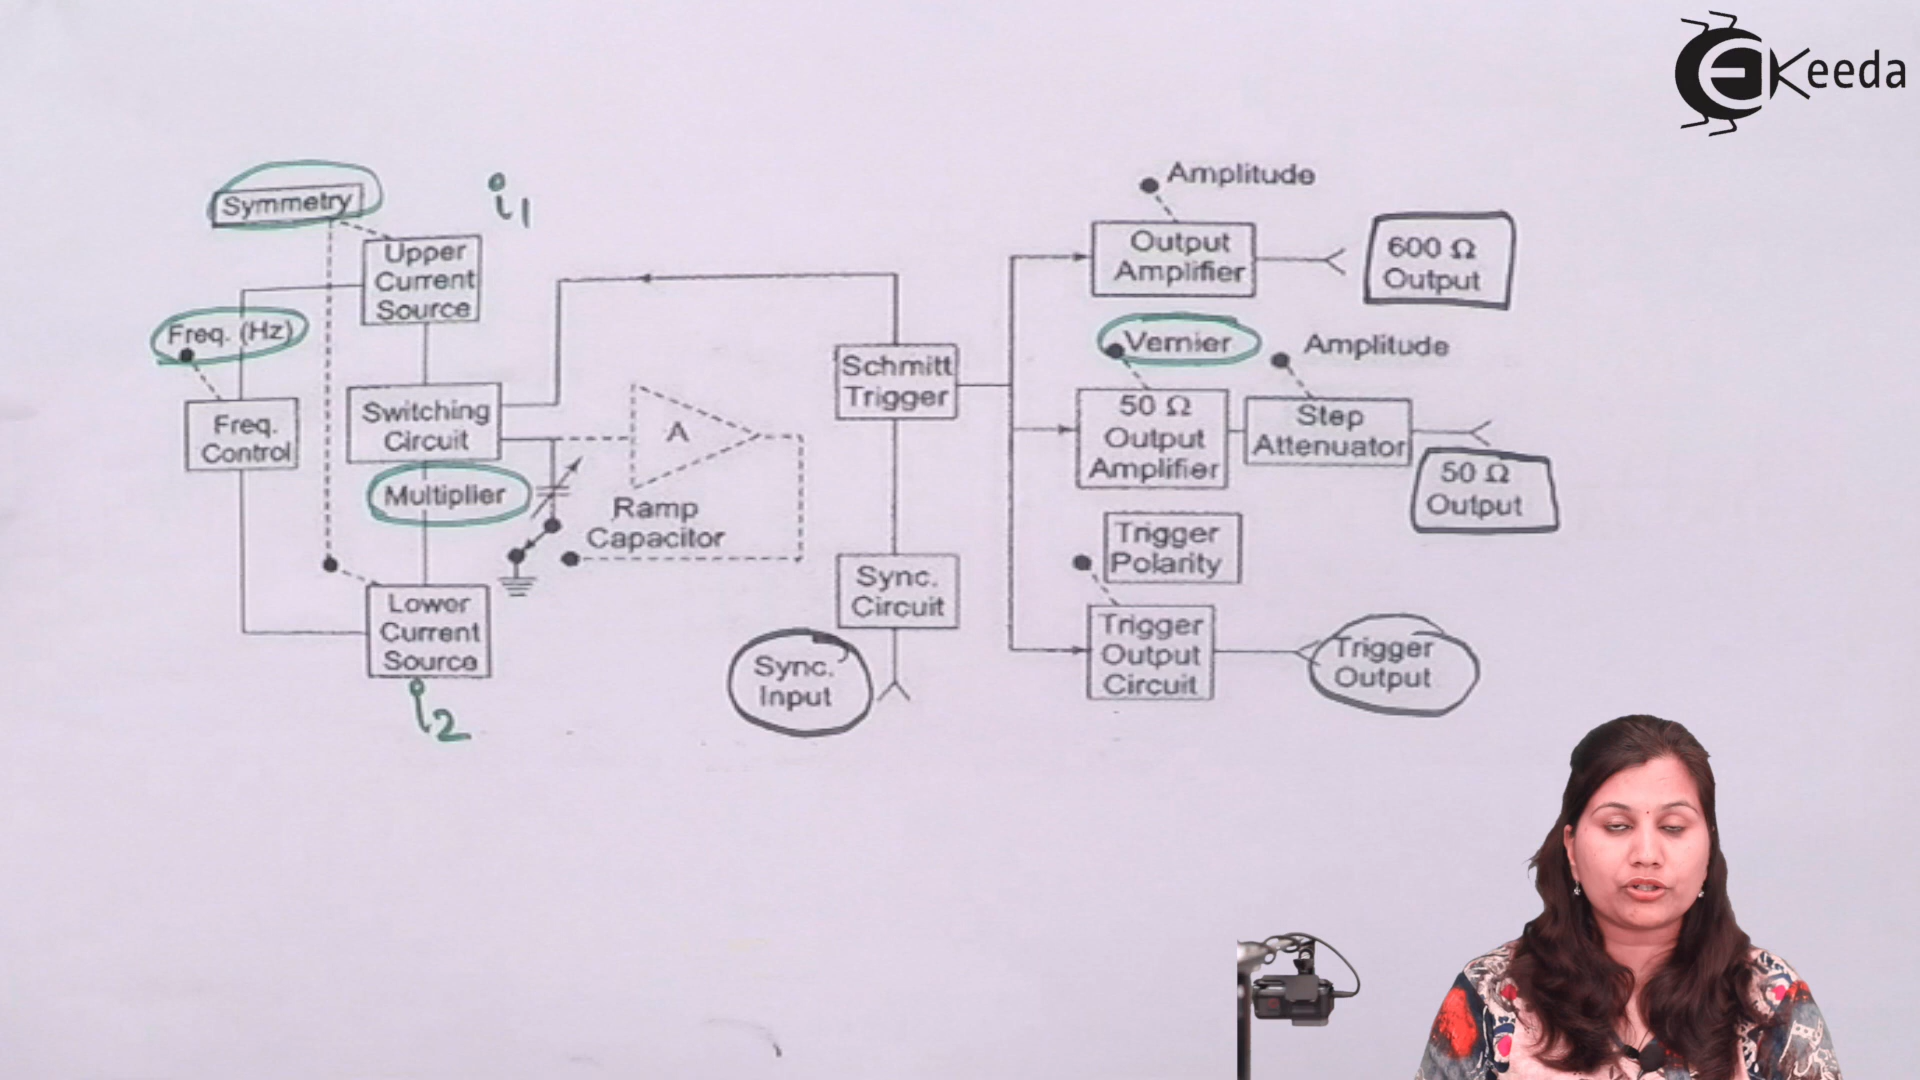 EKeeda
Symmetry
i1
Upper
Current
Source
Freq. (Hz)
Freq.
Control
Switching
Circuit
Multiplier
Lower
Current
Source
i2
A
Ramp
Capacitor
Schmitt
Trigger
Sync.
Circuit
Sync.
Input
Amplitude
Output
Amplifier
600 Ω
Output
Vernier
Amplitude
50 Ω
Output
Amplifier
Step
Attenuator
50 Ω
Output
Trigger
Polarity
Trigger
Output
Circuit
Trigger
Output